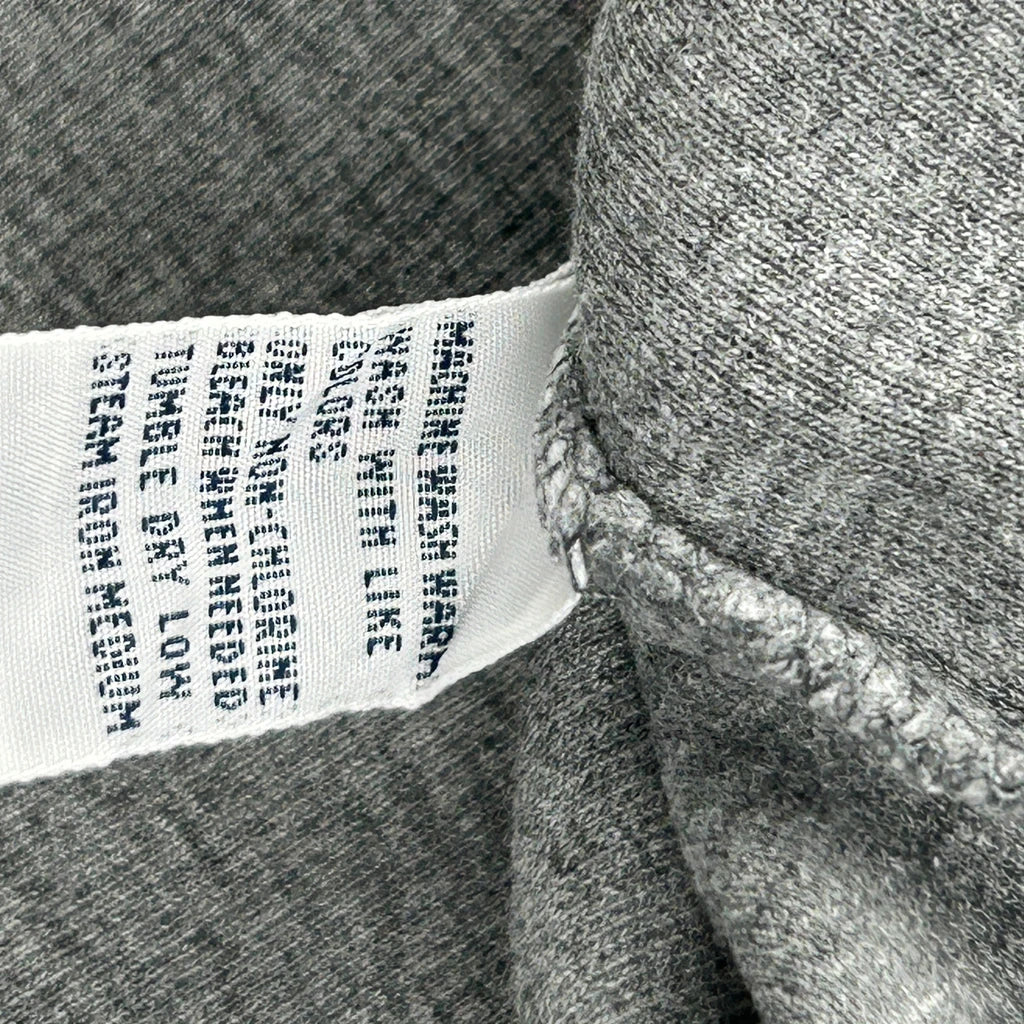 MACHINE WASH WARM
WASH WITH LIKE
COLORS
ONLY NON-CHLORINE
BLEACH WHEN NEEDED
TUMBLE DRY LOW
STEAM IRON MEDIUM